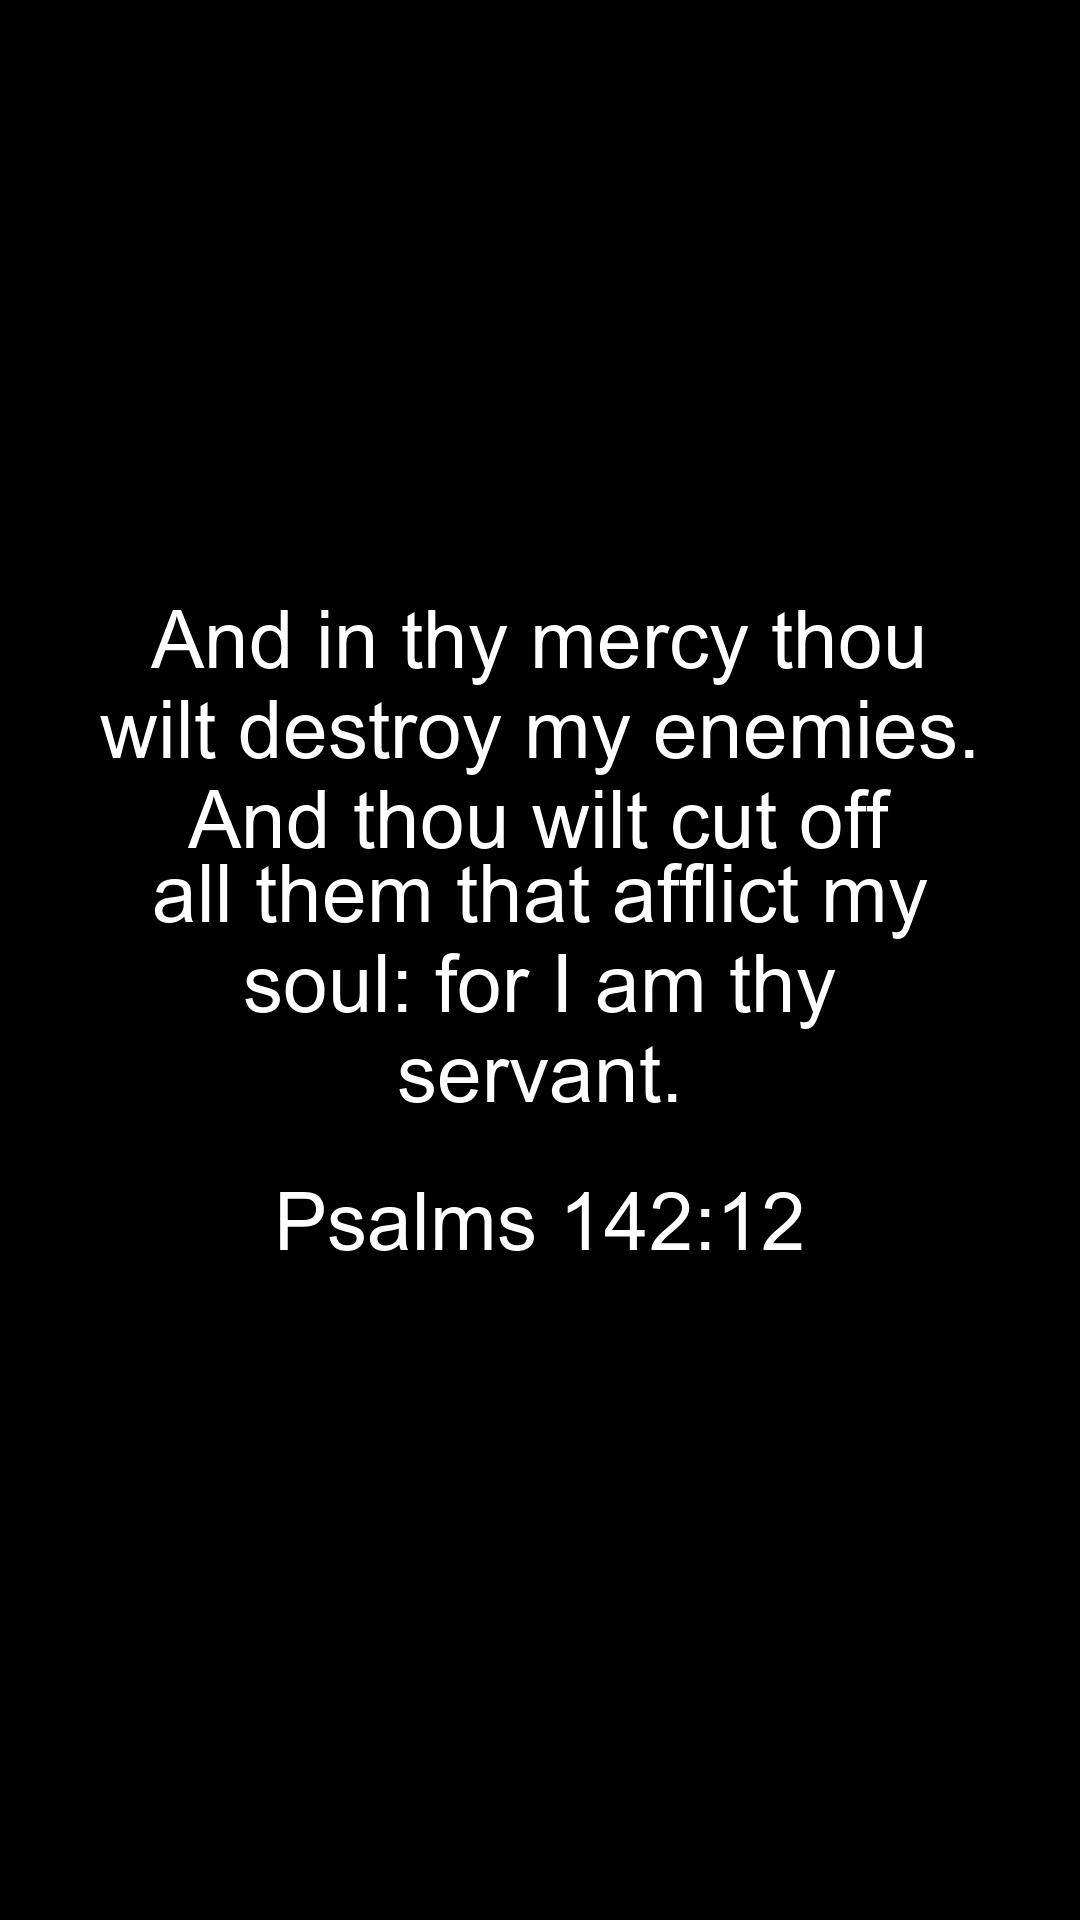 And in thy mercy thou
wilt destroy my enemies.
And thou wilt cut off
all them that afflict my
soul: for I am thy
servant.
Psalms 142:12